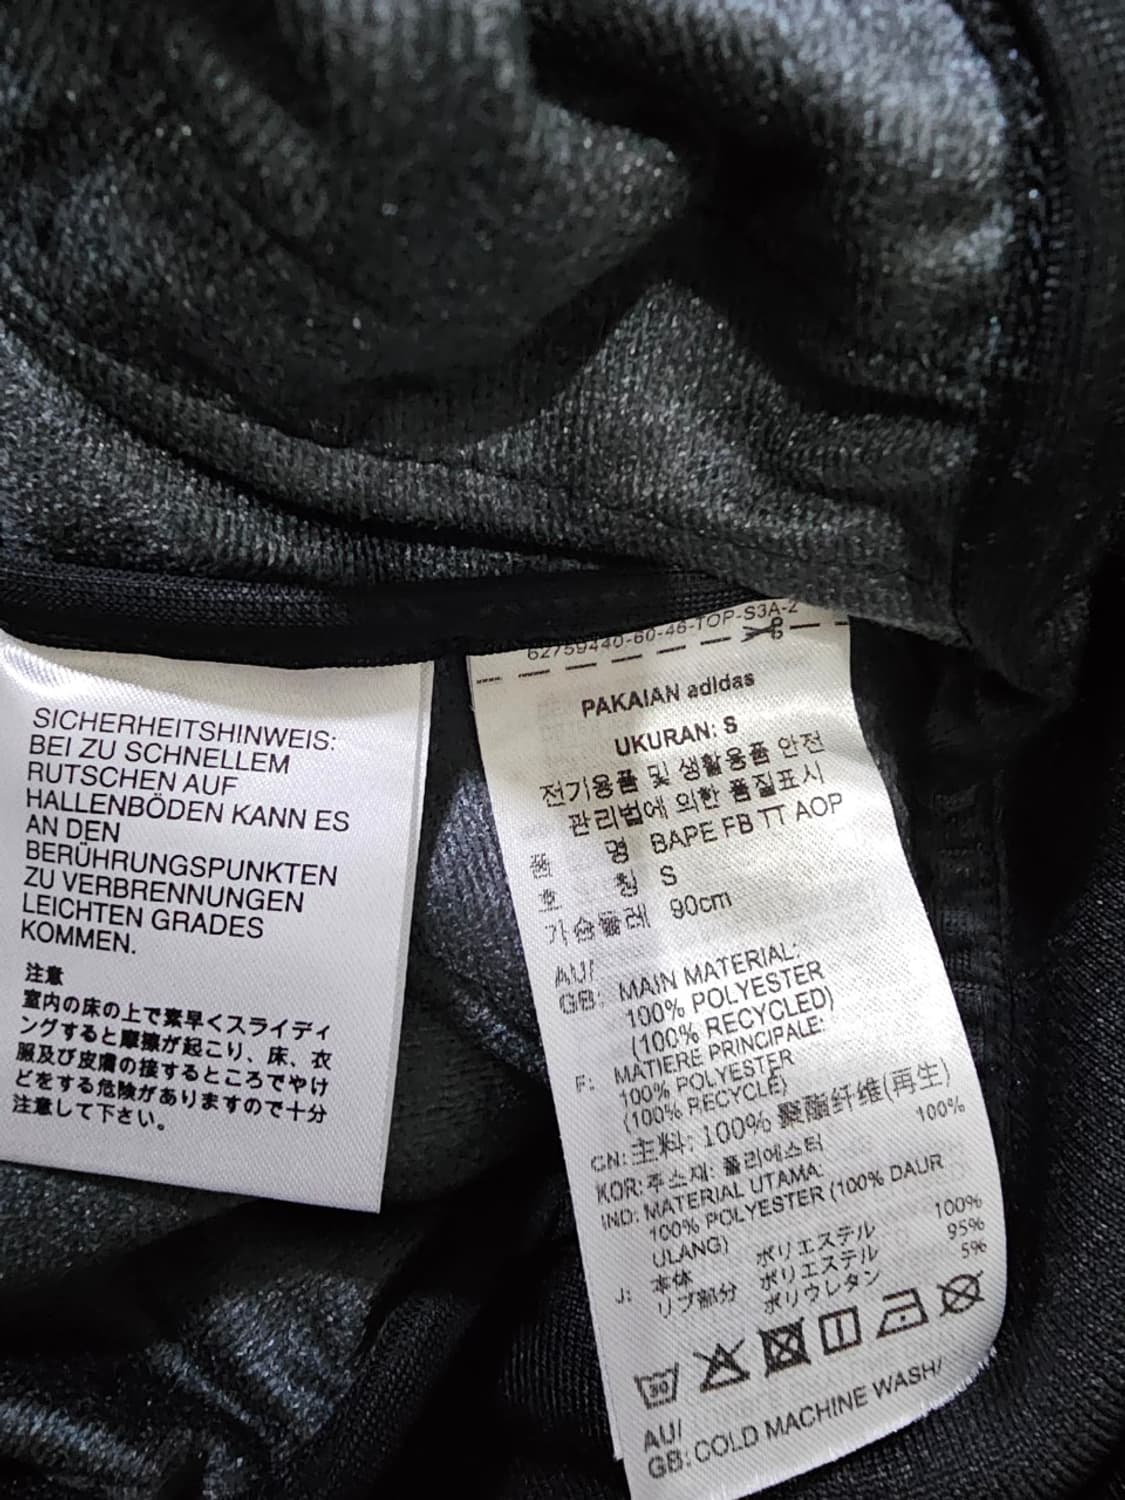 SICHERHEITSHINWEIS:
BEI ZU SCHNELLEM
RUTSCHEN AUF
HALLENBÖDEN KANN ES
AN DEN
BERÜHRUNGSPUNKTEN
ZU VERBRENNUNGEN
LEICHTEN GRADES
KOMMEN.
注意
室内の床の上で素早くスライディ
ングすると摩擦が起こり、床、衣
服及び皮膚の接するところでやけ
どをする危険がありますので十分
注意して下さい。
62759440-60-46-TOP-S3A-2
PAKAIAN adidas
UKURAN: S
전기용품 및 생활용품 안전
관리법에 의한 품질표시
품 명 BAPE FB TT AOP
호 칭 S
가슴둘레 90cm
AU/
GB: MAIN MATERIAL:
100% POLYESTER
(100% RECYCLED)
F: MATIERE PRINCIPALE:
100% POLYESTER
(100% RECYCLÉ)
CN: 主料: 100% 聚酯纤维(再生)
KOR: 주소재: 폴리에스터 100%
IND: MATERIAL UTAMA:
100% POLYESTER (100% DAUR
ULANG)
J: 本体 ポリエステル 100%
リブ部分 ポリエステル 95%
ポリウレタン 5%
30
AU/
GB: COLD MACHINE WASH/